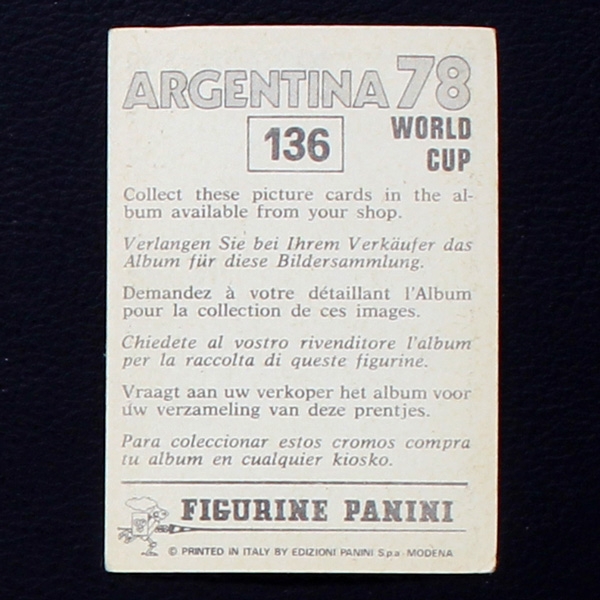 ARGENTINA 78
136
WORLD
CUP
Collect these picture cards in the al-
bum available from your shop.
Verlangen Sie bei Ihrem Verkäufer das
Album für diese Bildersammlung.
Demandez à votre détaillant l'Album
pour la collection de ces images.
Chiedete al vostro rivenditore l'album
per la raccolta di queste figurine.
Vraagt aan uw verkoper het album voor
uw verzameling van deze prentjes.
Para coleccionar estos cromos compra
tu album en cualquier kiosko.
FIGURINE PANINI
© PRINTED IN ITALY BY EDIZIONI PANINI S.p.a - MODENA